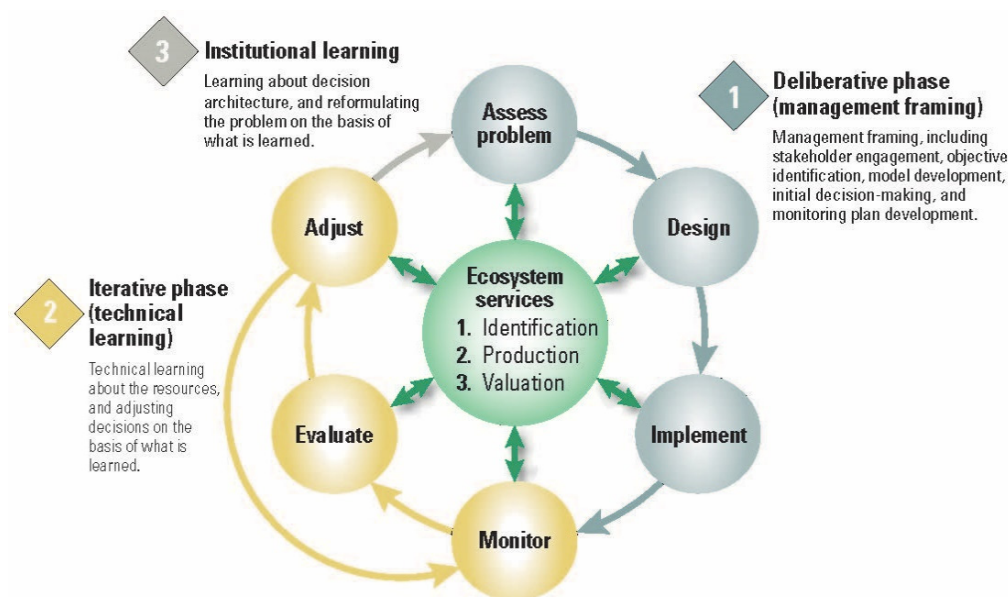 3
Institutional learning
Learning about decision
architecture, and reformulating
the problem on the basis of
what is learned.
1
Deliberative phase
(management framing)
Management framing, including
stakeholder engagement, objective
identification, model development,
initial decision-making, and
monitoring plan development.
2
Iterative phase
(technical
learning)
Technical learning
about the resources,
and adjusting
decisions on the
basis of what is
learned.
Assess
problem
Design
Implement
Monitor
Evaluate
Adjust
Ecosystem
services
1. Identification
2. Production
3. Valuation